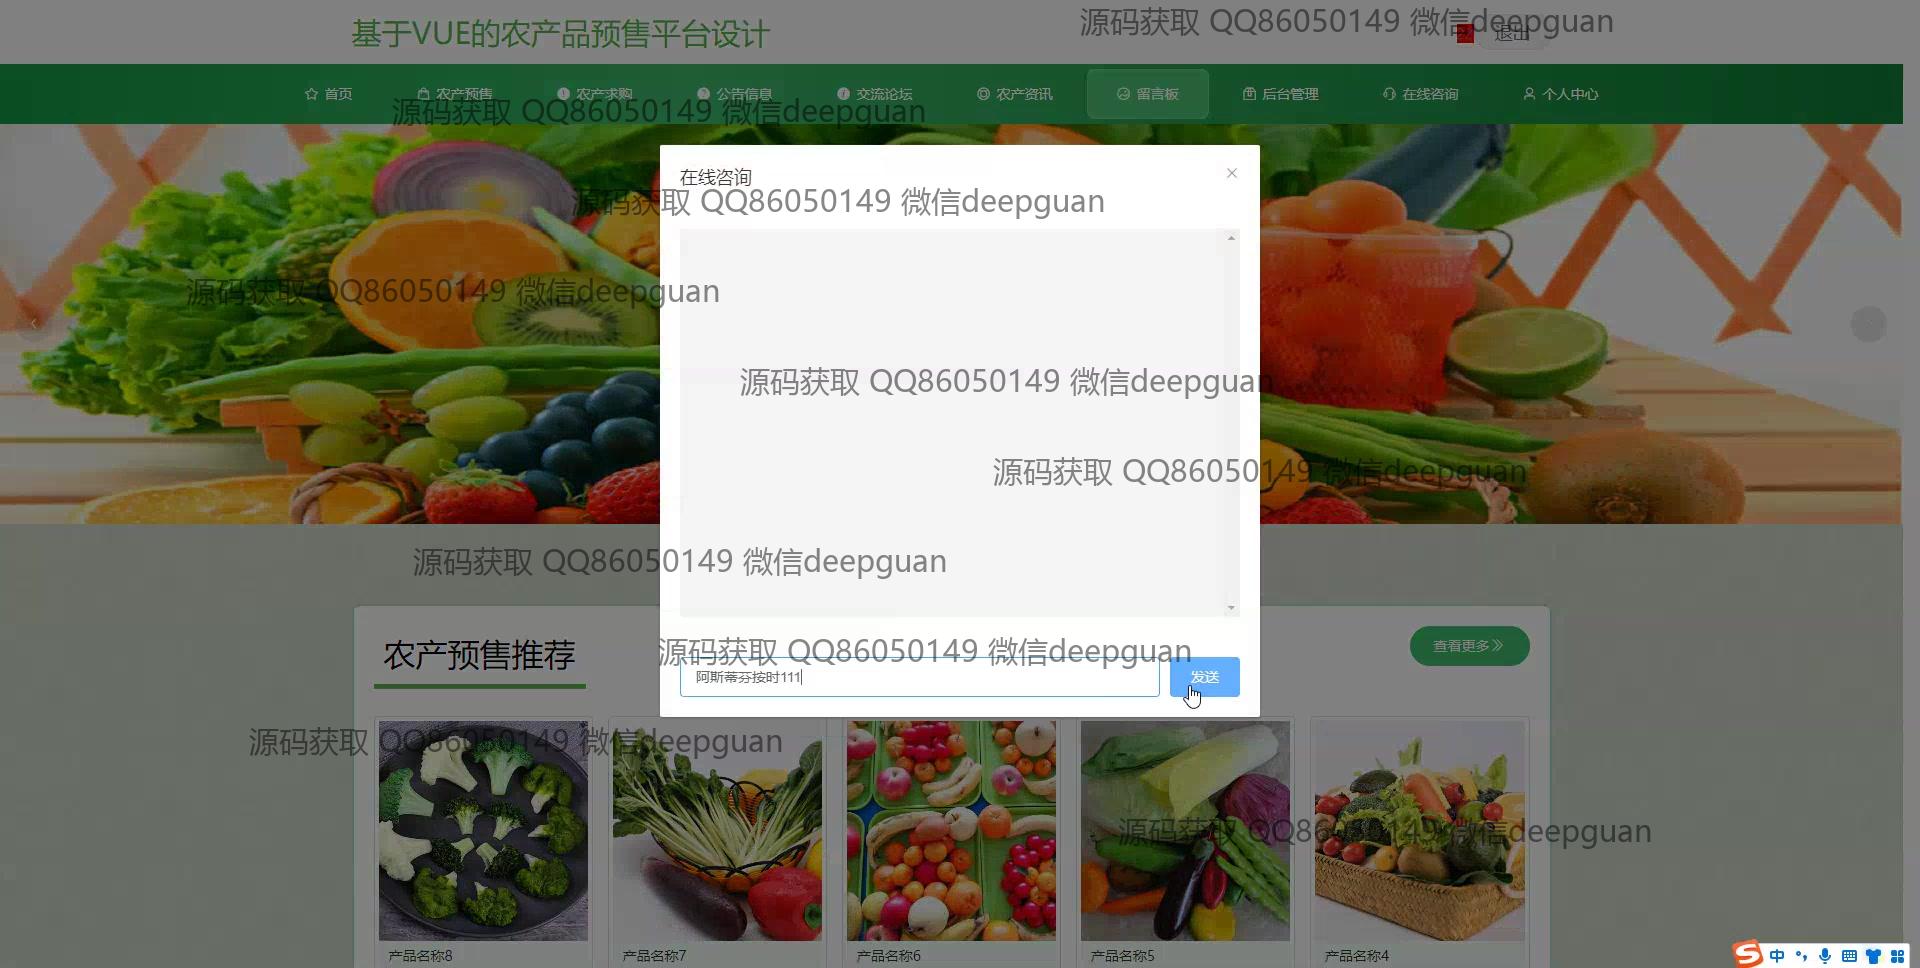 基于VUE的农产品预售平台设计
源码获取 QQ86050149 微信deepguan
退出
首页
农产预售
农产求购
公告信息
交流论坛
农产资讯
留言板
后台管理
在线咨询
个人中心
源码获取 QQ86050149 微信deepguan
在线咨询
源码获取 QQ86050149 微信deepguan
源码获取 QQ86050149 微信deepguan
源码获取 QQ86050149 微信deepguan
源码获取 QQ86050149 微信deepguan
源码获取 QQ86050149 微信deepguan
农产预售推荐
源码获取 QQ86050149 微信deepguan
查看更多
阿斯蒂芬按时111
发送
源码获取 QQ86050149 微信deepguan
源码获取 QQ86050149 微信deepguan
产品名称8
产品名称7
产品名称6
产品名称5
产品名称4
中